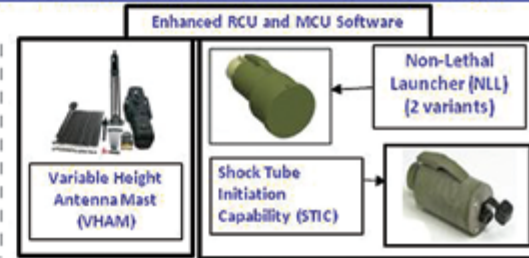 Enhanced RCU and MCU Software
Non-Lethal
Launcher (NLL)
(2 variants)
Variable Height
Antenna Mast
(VHAM)
Shock Tube
Initiation
Capability (STIC)